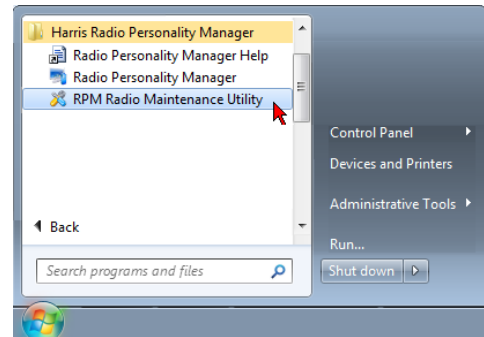 Harris Radio Personality Manager
Radio Personality Manager Help
Radio Personality Manager
RPM Radio Maintenance Utility
Back
Search programs and files
Control Panel
Devices and Printers
Administrative Tools
Run...
Shut down